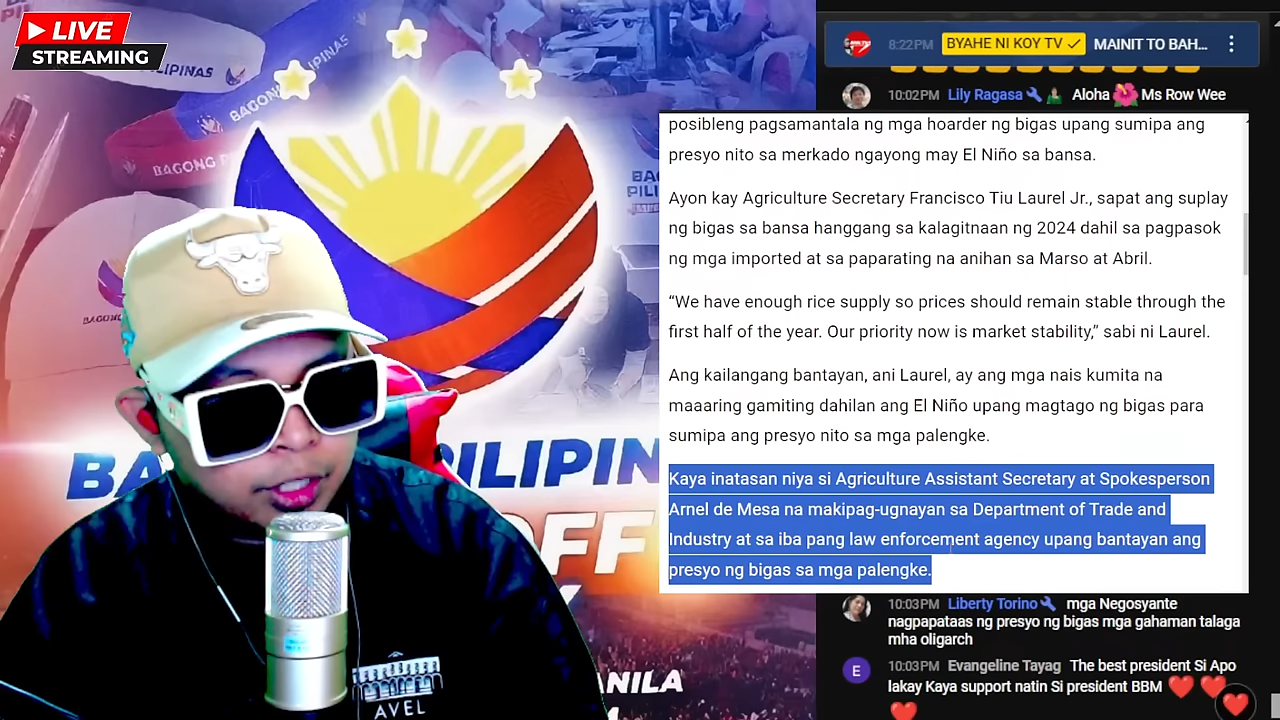 LIVE
STREAMING
PILIPINAS
BAGONG PILIPINAS
BAGONG
8:22PM BYAHE NI KOY TV MAINIT TO BAH...
10:02PM Lily Ragasa Aloha Ms Row Wee
posibleng pagsamantala ng mga hoarder ng bigas upang sumipa ang
presyo nito sa merkado ngayong may El Niño sa bansa.
Ayon kay Agriculture Secretary Francisco Tiu Laurel Jr., sapat ang suplay
ng bigas sa bansa hanggang sa kalagitnaan ng 2024 dahil sa pagpasok
ng mga imported at sa paparating na anihan sa Marso at Abril.
“We have enough rice supply so prices should remain stable through the
first half of the year. Our priority now is market stability,” sabi ni Laurel.
Ang kailangang bantayan, ani Laurel, ay ang mga nais kumita na
maaaring gamiting dahilan ang El Niño upang magtago ng bigas para
sumipa ang presyo nito sa mga palengke.
Kaya inatasan niya si Agriculture Assistant Secretary at Spokesperson
Arnel de Mesa na makipag-ugnayan sa Department of Trade and
Industry at sa iba pang law enforcement agency upang bantayan ang
presyo ng bigas sa mga palengke.
BA PILIPIN
OFF
NILA
AVEL
10:03PM Liberty Torino mga Negosyante
nagpapataas ng presyo ng bigas mga gahaman talaga
mha oligarch
E 10:03PM Evangeline Tayag The best president Si Apo
lakay Kaya support natin Si president BBM